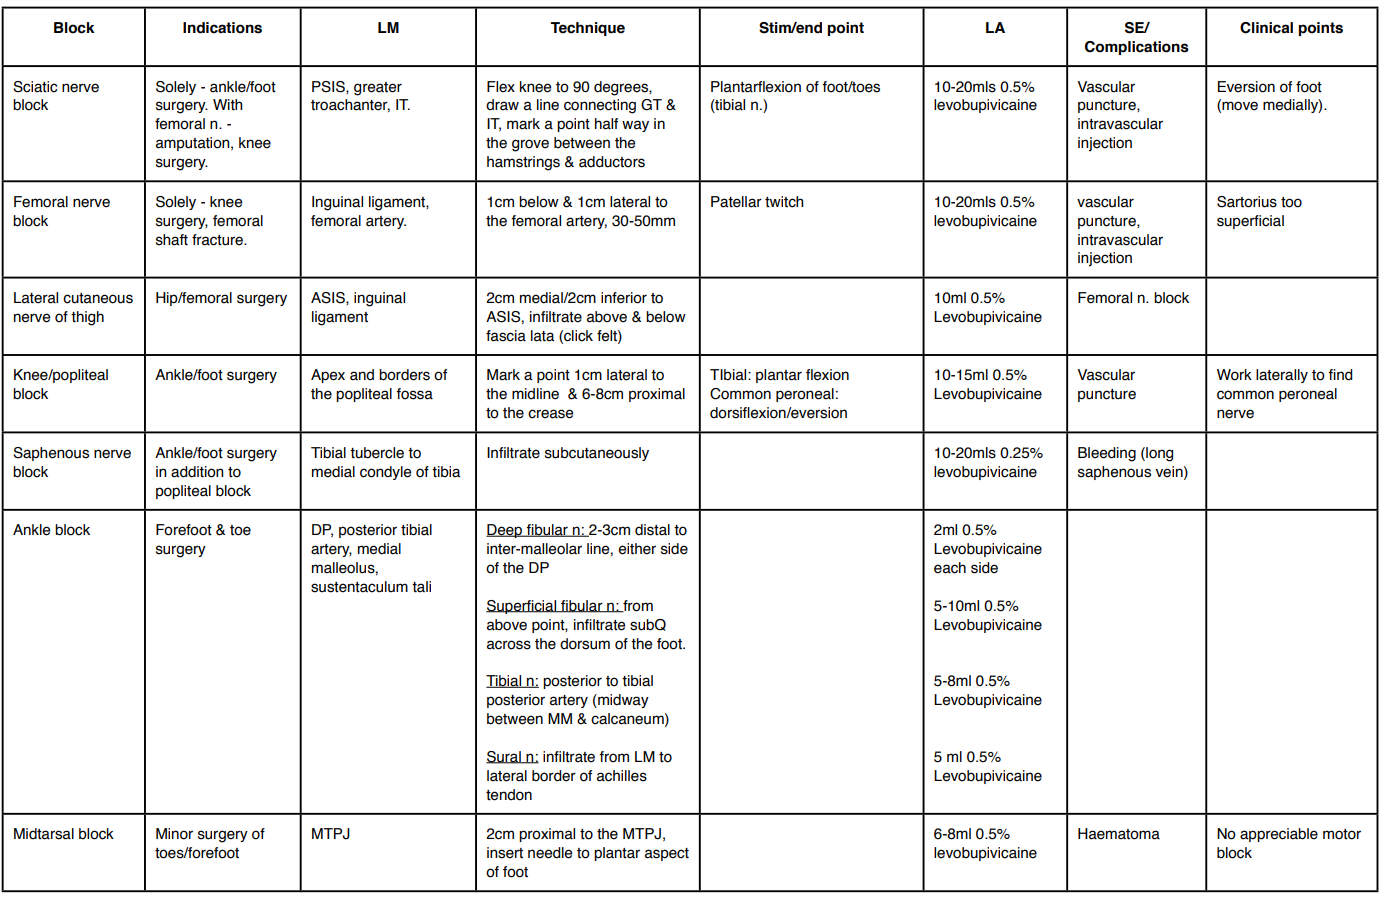 Block
Indications
LM
Technique
Stim/end point
LA
SE/
Complications
Clinical points
Sciatic nerve
block
Solely - ankle/foot
surgery. With
femoral n. -
amputation, knee
surgery.
PSIS, greater
troachanter, IT.
Flex knee to 90 degrees,
draw a line connecting GT &
IT, mark a point half way in
the grove between the
hamstrings & adductors
Plantarflexion of foot/toes
(tibial n.)
10-20mls 0.5%
levobupivicaine
Vascular
puncture,
intravascular
injection
Eversion of foot
(move medially).
Femoral nerve
block
Solely - knee
surgery, femoral
shaft fracture.
Inguinal ligament,
femoral artery.
1cm below & 1cm lateral to
the femoral artery, 30-50mm
Patellar twitch
10-20mls 0.5%
levobupivicaine
vascular
puncture,
intravascular
injection
Sartorius too
superficial
Lateral cutaneous
nerve of thigh
Hip/femoral surgery
ASIS, inguinal
ligament
2cm medial/2cm inferior to
ASIS, infiltrate above & below
fascia lata (click felt)
10ml 0.5%
Levobupivicaine
Femoral n. block
Knee/popliteal
block
Ankle/foot surgery
Apex and borders of
the popliteal fossa
Mark a point 1cm lateral to
the midline & 6-8cm proximal
to the crease
TIbial: plantar flexion
Common peroneal:
dorsiflexion/eversion
10-15ml 0.5%
Levobupivicaine
Vascular
puncture
Work laterally to find
common peroneal
nerve
Saphenous nerve
block
Ankle/foot surgery
in addition to
popliteal block
Tibial tubercle to
medial condyle of tibia
Infiltrate subcutaneously
10-20mls 0.25%
levobupivicaine
Bleeding (long
saphenous vein)
Ankle block
Forefoot & toe
surgery
DP, posterior tibial
artery, medial
malleolus,
sustentaculum tali
Deep fibular n: 2-3cm distal to
inter-malleolar line, either side
of the DP
2ml 0.5%
Levobupivicaine
each side
Superficial fibular n: from
above point, infiltrate subQ
across the dorsum of the foot.
5-10ml 0.5%
Levobupivicaine
Tibial n: posterior to tibial
posterior artery (midway
between MM & calcaneum)
5-8ml 0.5%
Levobupivicaine
Sural n: infiltrate from LM to
lateral border of achilles
tendon
5 ml 0.5%
Levobupivicaine
Midtarsal block
Minor surgery of
toes/forefoot
MTPJ
2cm proximal to the MTPJ,
insert needle to plantar aspect
of foot
6-8ml 0.5%
levobupivicaine
Haematoma
No appreciable motor
block